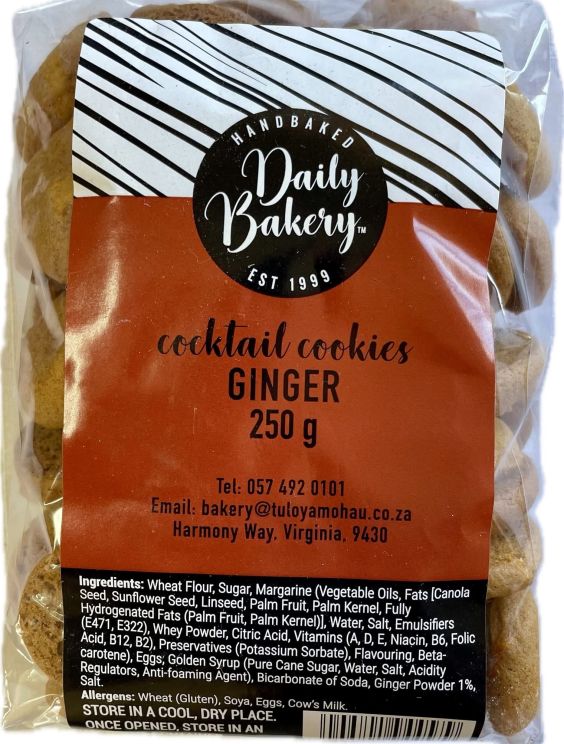 HANDBAKED
Daily
Bakery™
EST 1999
cocktail cookies
GINGER
250 g
Tel: 057 492 0101
Email: bakery@tuloyamohau.co.za
Harmony Way, Virginia, 9430
Ingredients: Wheat Flour, Sugar, Margarine (Vegetable Oils, Fats [Canola
Seed, Sunflower Seed, Linseed, Palm Fruit, Palm Kernel, Fully
Hydrogenated Fats (Palm Fruit, Palm Kernel)], Water, Salt, Emulsifiers
(E471, E322), Whey Powder, Citric Acid, Vitamins (A, D, E, Niacin, B6, Folic
Acid, B12, B2), Preservatives (Potassium Sorbate), Flavouring, Beta-
carotene), Eggs, Golden Syrup (Pure Cane Sugar, Water, Salt, Acidity
Regulators, Anti-foaming Agent), Bicarbonate of Soda, Ginger Powder 1%,
Salt.
Allergens: Wheat (Gluten), Soya, Eggs, Cow's Milk.
STORE IN A COOL, DRY PLACE.
ONCE OPENED, STORE IN AN